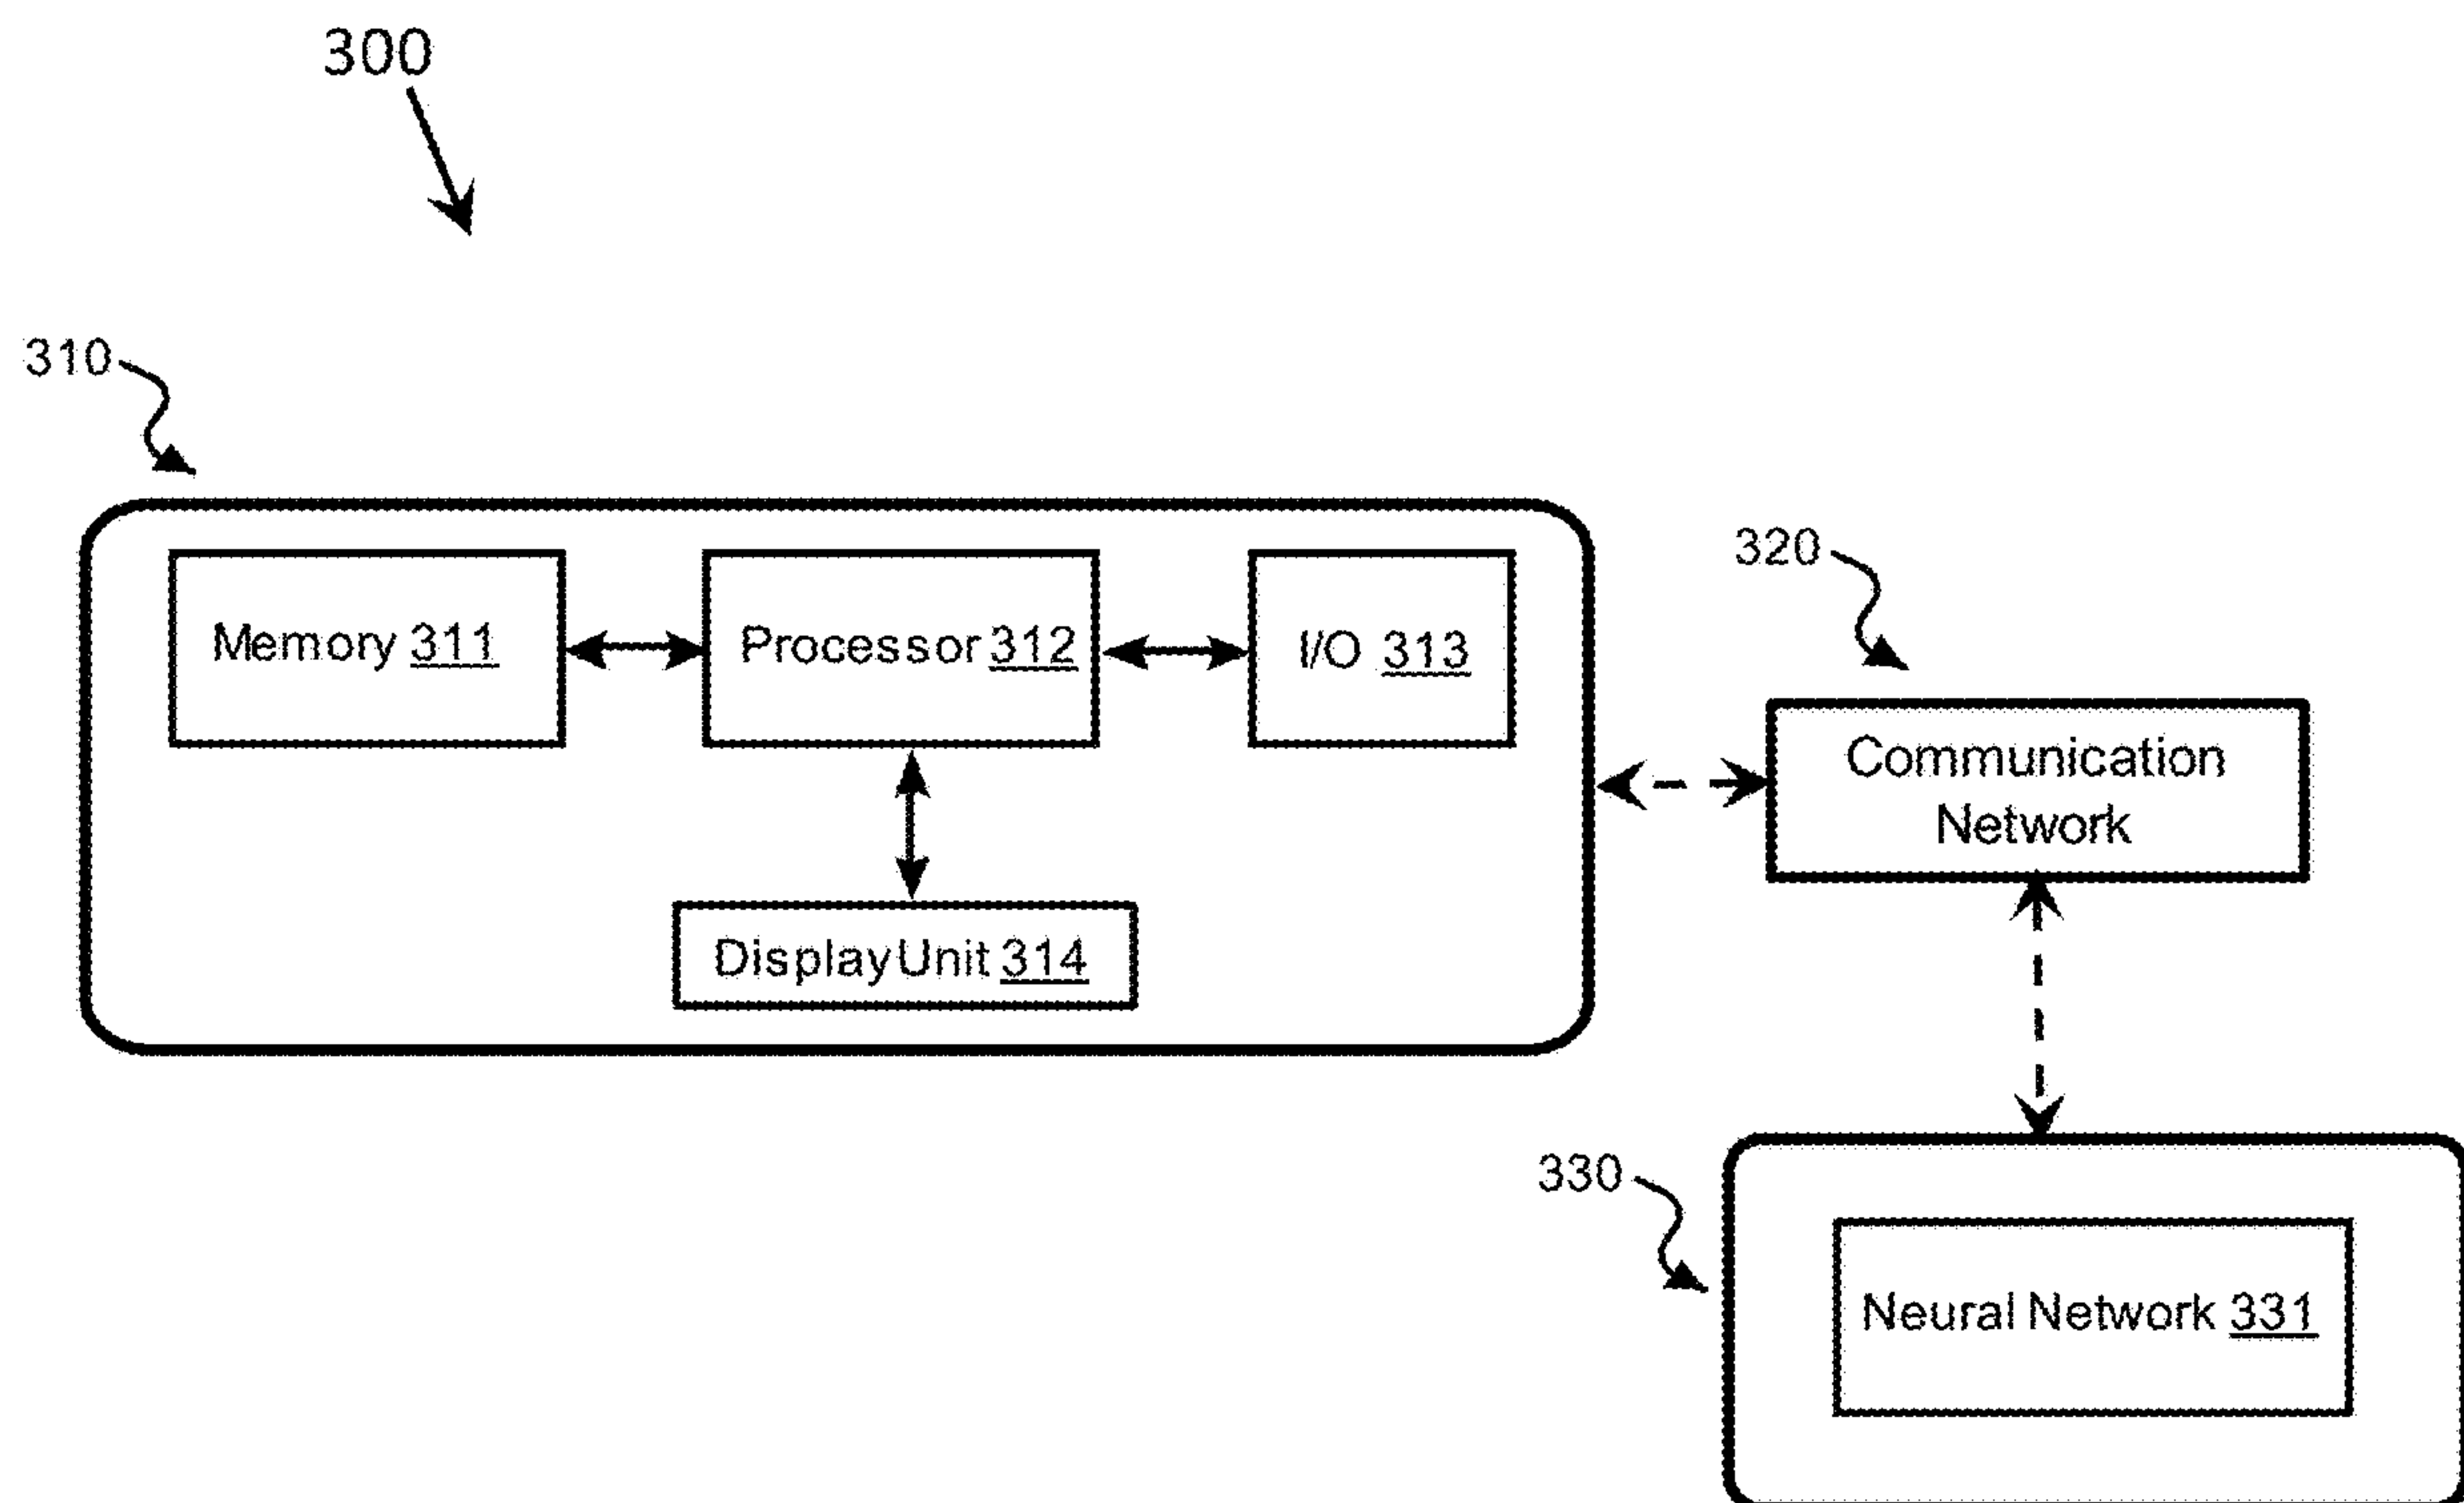 300
310
320
Memory 311
Processor 312
I/O 313
Communication
Network
Display Unit 314
330
Neural Network 331